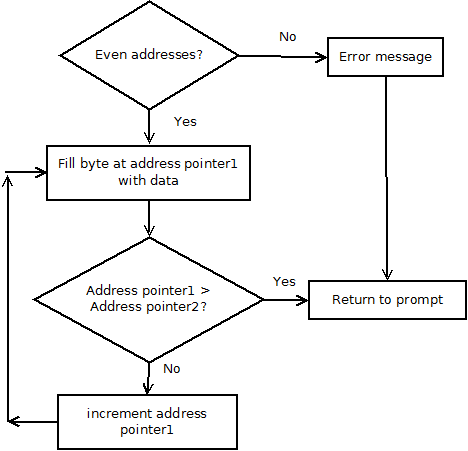 Even addresses?
No
Error message
Yes
Fill byte at address pointer1
with data
Address pointer1 >
Address pointer2?
Yes
Return to prompt
No
increment address
pointer1